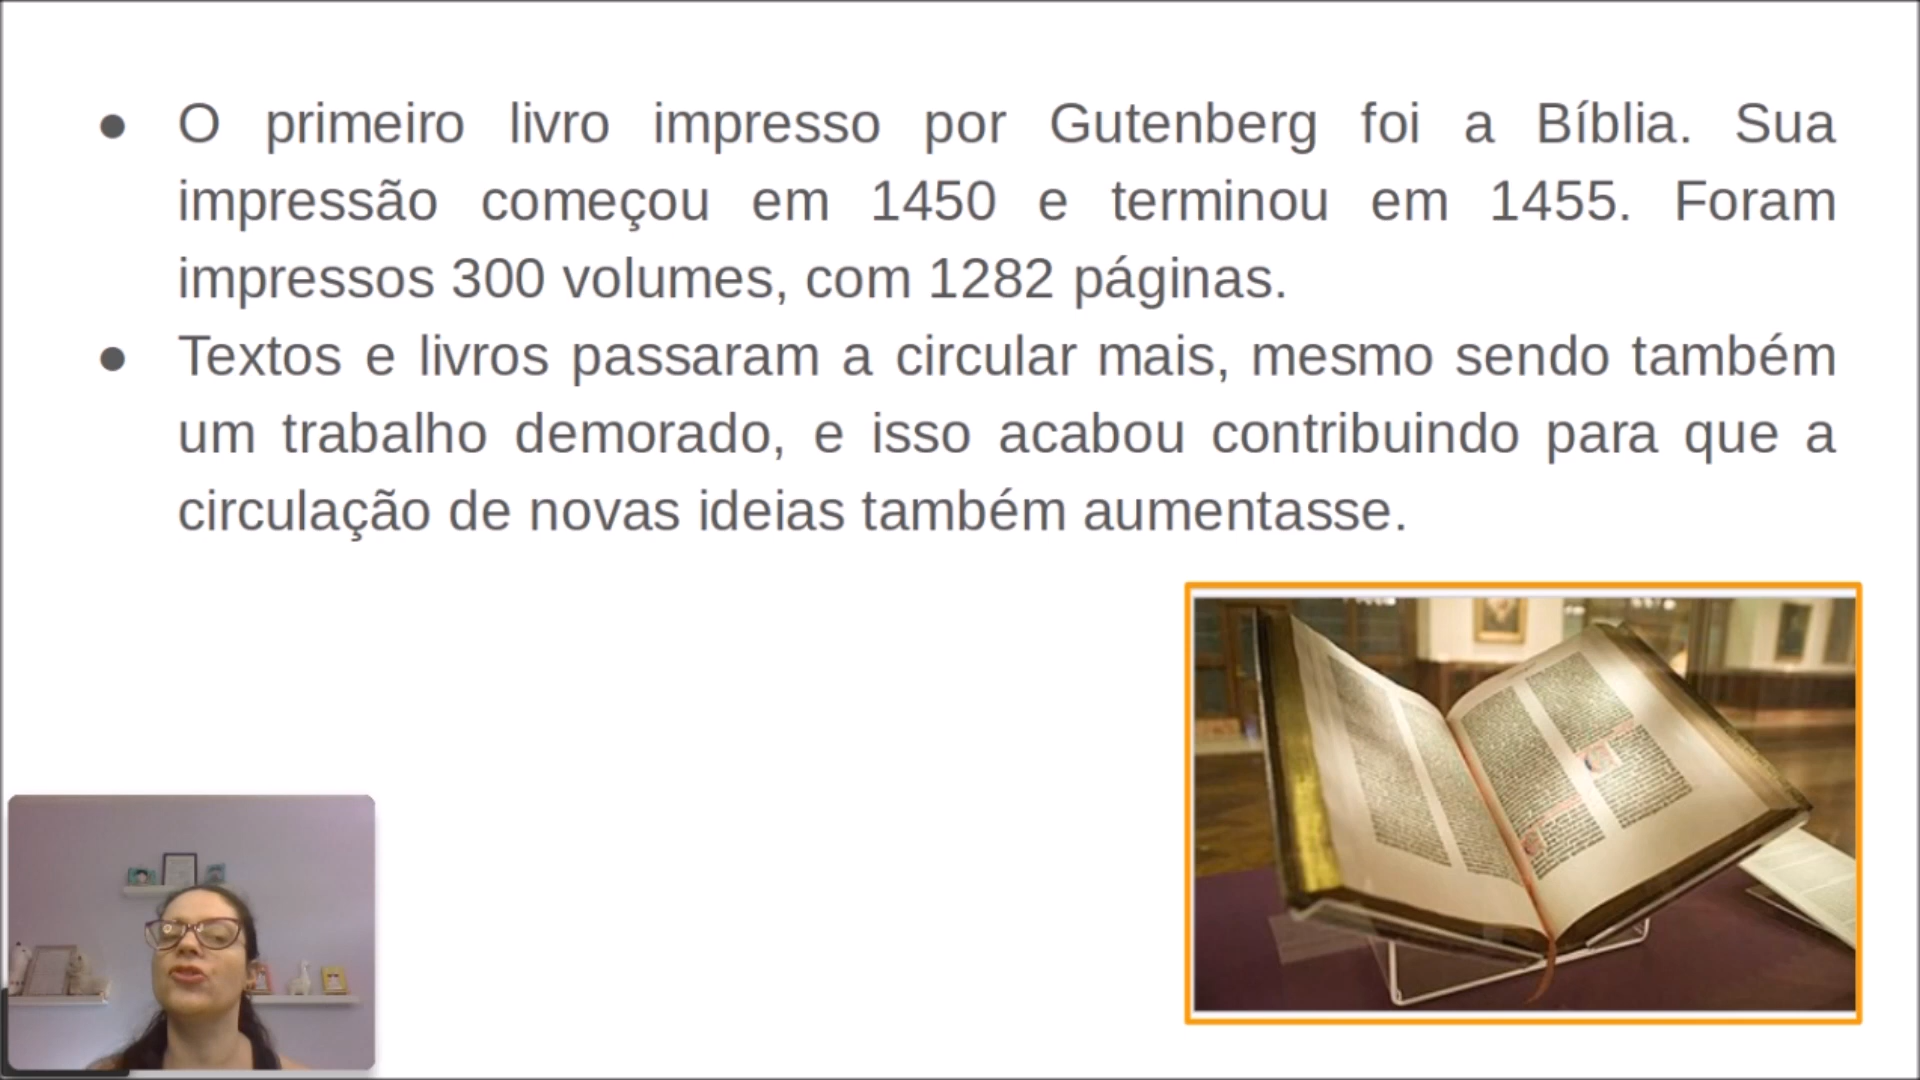 ● O primeiro livro impresso por Gutenberg foi a Bíblia. Sua
impressão começou em 1450 e terminou em 1455. Foram
impressos 300 volumes, com 1282 páginas.
● Textos e livros passaram a circular mais, mesmo sendo também
um trabalho demorado, e isso acabou contribuindo para que a
circulação de novas ideias também aumentasse.